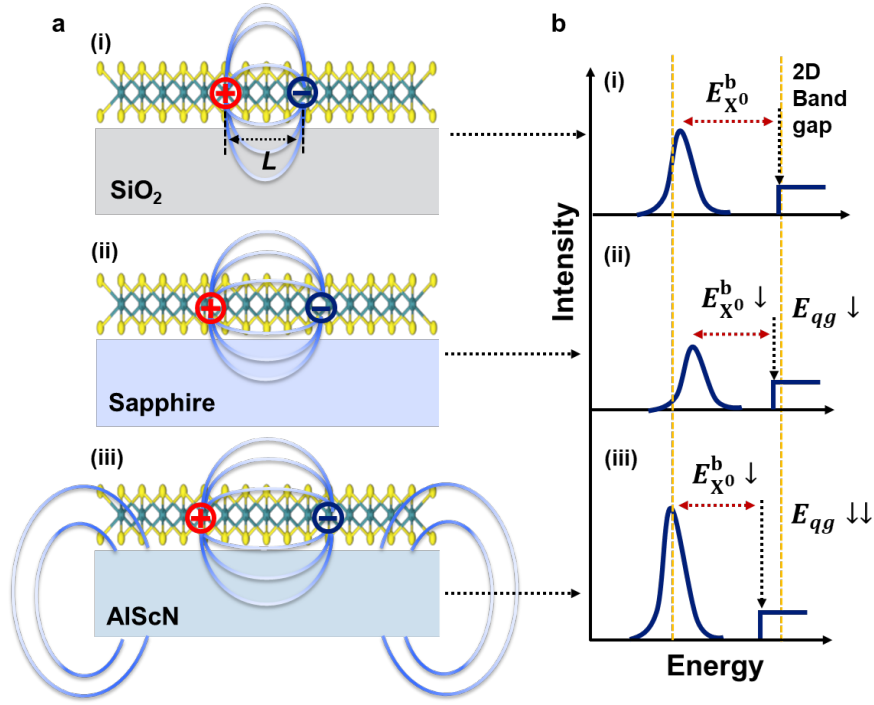 a
(i)
+
−
L
SiO₂
(ii)
+
−
Sapphire
(iii)
+
−
AlScN
b
Intensity
(i)
E^b_X⁰
2D
Band
gap
(ii)
E^b_X⁰ ↓
E_qg ↓
(iii)
E^b_X⁰ ↓
E_qg ↓↓
Energy